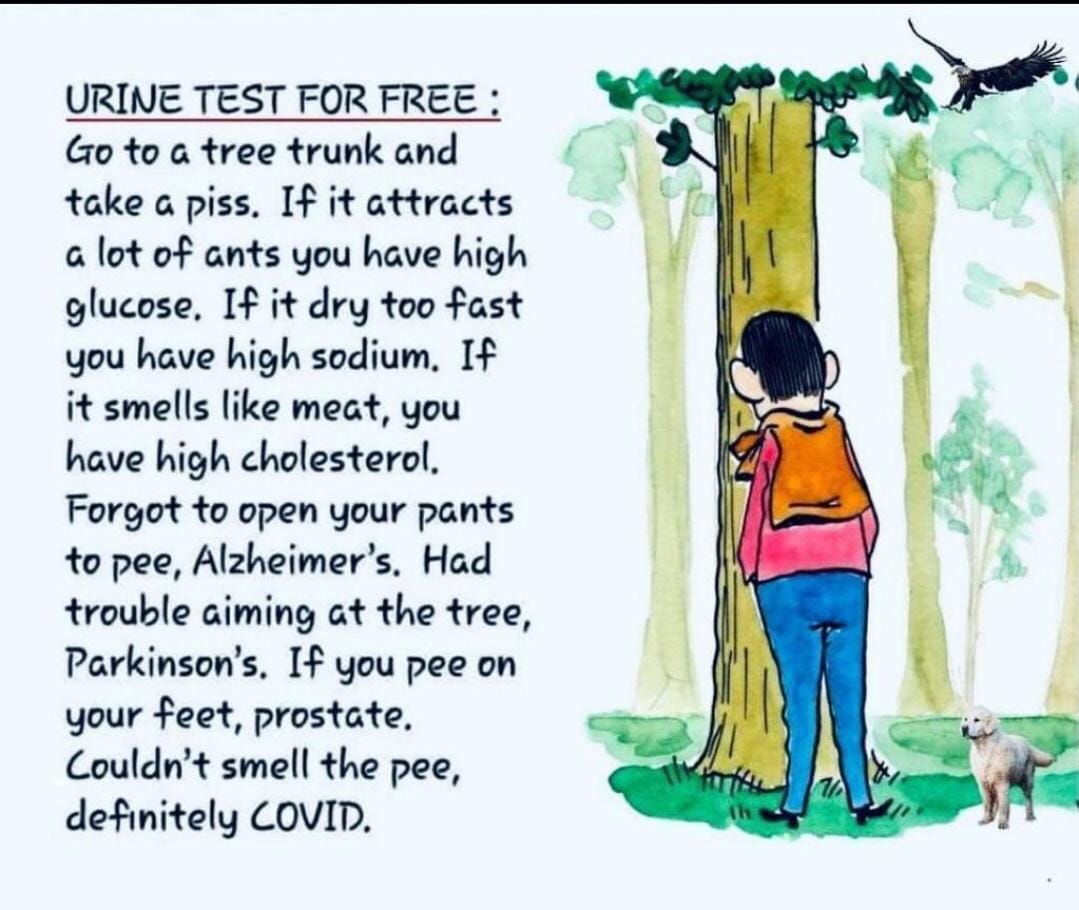 URINE TEST FOR FREE :
Go to a tree trunk and
take a piss. If it attracts
a lot of ants you have high
glucose. If it dry too fast
you have high sodium. If
it smells like meat, you
have high cholesterol.
Forgot to open your pants
to pee, Alzheimer's. Had
trouble aiming at the tree,
Parkinson's. If you pee on
your feet, prostate.
Couldn't smell the pee,
definitely COVID.